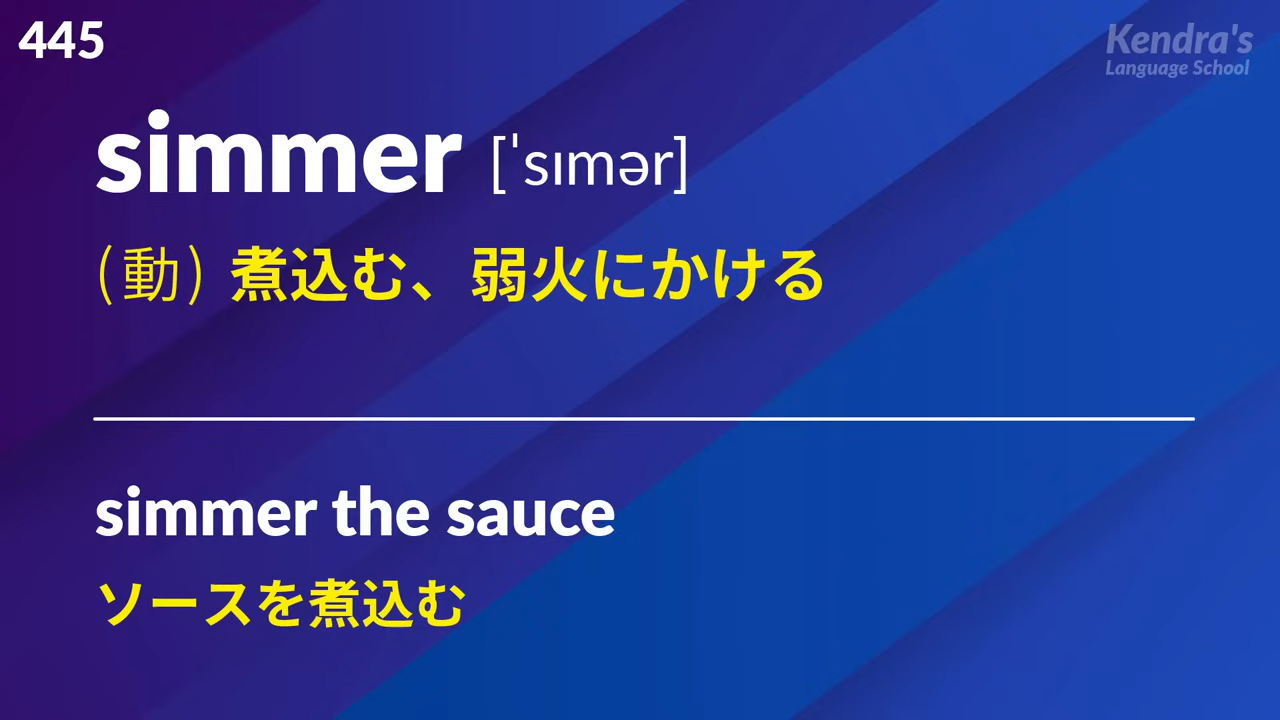 445
Kendra's
Language School
simmer [ˈsɪmər]
(動) 煮込む、弱火にかける
simmer the sauce
ソースを煮込む